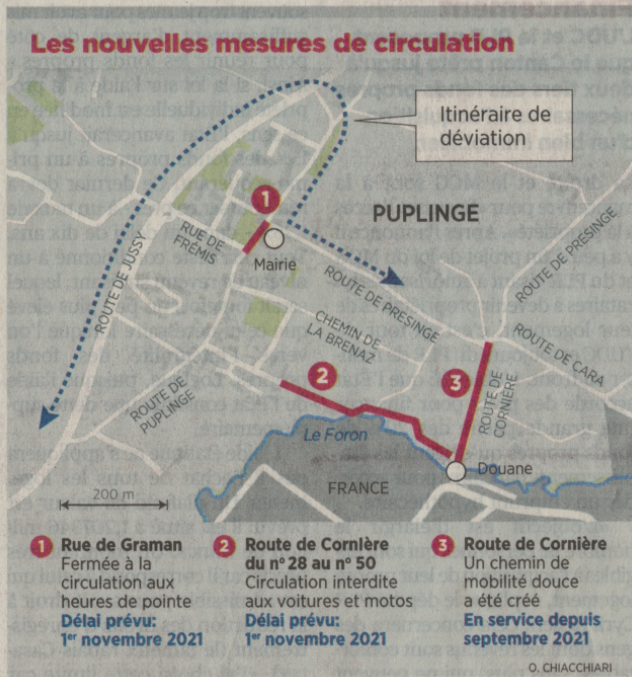 Les nouvelles mesures de circulation
Itinéraire de
déviation
1
PUPLINGE
RUE DE
FRÉMIS
Mairie
ROUTE DE JUSSY
ROUTE DE PRESINGE
ROUTE DE PRESINGE
CHEMIN DE
LA BRENAZ
ROUTE DE CARA
2
3
ROUTE DE
PUPLINGE
ROUTE DE
CORNIÈRE
Le Foron
Douane
FRANCE
200 m
1 Rue de Graman
Fermée à la
circulation aux
heures de pointe
Délai prévu:
1er novembre 2021
2 Route de Cornière
du n° 28 au n° 50
Circulation interdite
aux voitures et motos
Délai prévu:
1er novembre 2021
3 Route de Cornière
Un chemin de
mobilité douce
a été créé
En service depuis
septembre 2021
O. CHIACCHIARI